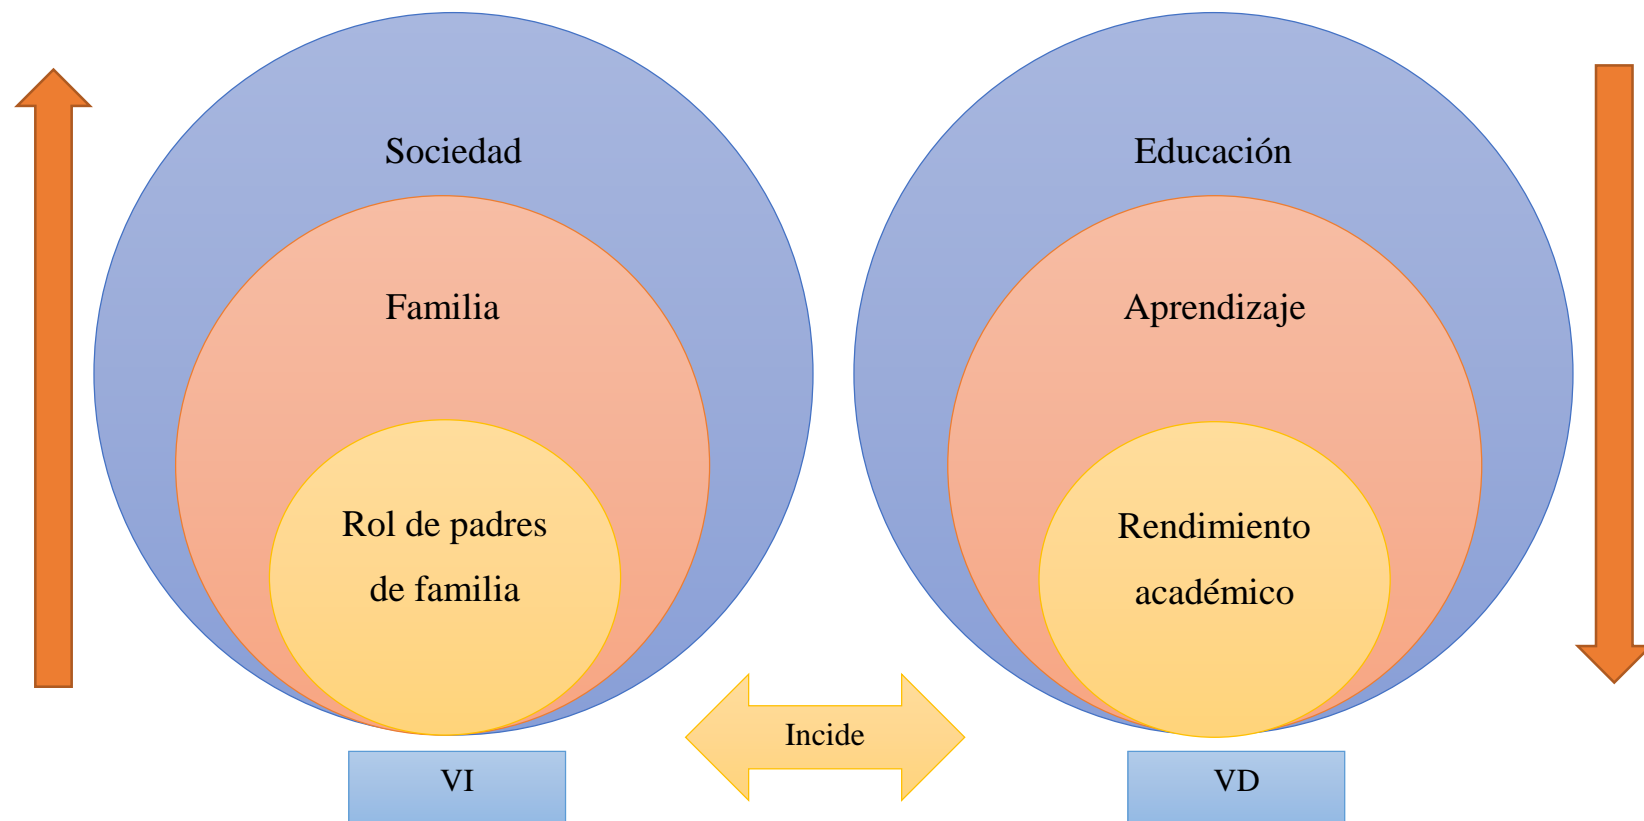 Sociedad
Familia
Rol de padres
de familia
VI
Incide
Educación
Aprendizaje
Rendimiento
académico
VD